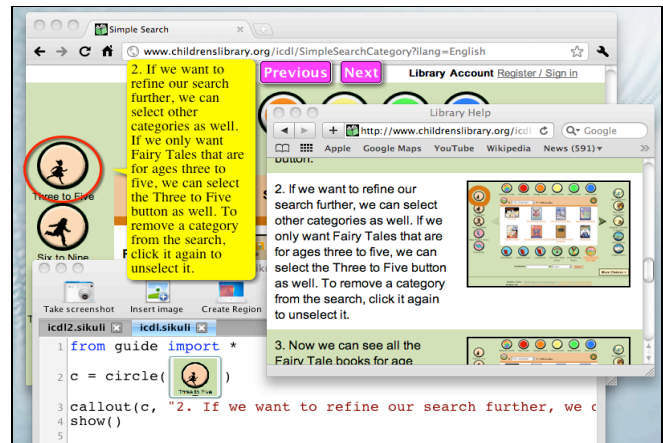 Simple Search
www.childrenslibrary.org/icdl/SimpleSearchCategory?ilang=English
Previous
Next
Library Account Register / Sign in
2. If we want to
refine our search
further, we can
select other
categories as well.
If we only want
Fairy Tales that are
for ages three to
five, we can select
the Three to Five
button as well. To
remove a category
from the search,
click it again to
unselect it.
Three to Five
Six to Nine
Library Help
http://www.childrenslibrary.org/icdl
Google
Apple Google Maps YouTube Wikipedia News (591)
button.
2. If we want to refine our
search further, we can select
other categories as well. If we
only want Fairy Tales that are
for ages three to five, we can
select the Three to Five button
as well. To remove a category
from the search, click it again
to unselect it.
3. Now we can see all the
Fairy Tale books for age
Take screenshot Insert image Create Region
icdl2.sikuli icdl.sikuli
1 from guide import *
2 c = circle( Three to Five )
3 callout(c, "2. If we want to refine our search further, we c
4 show()
5